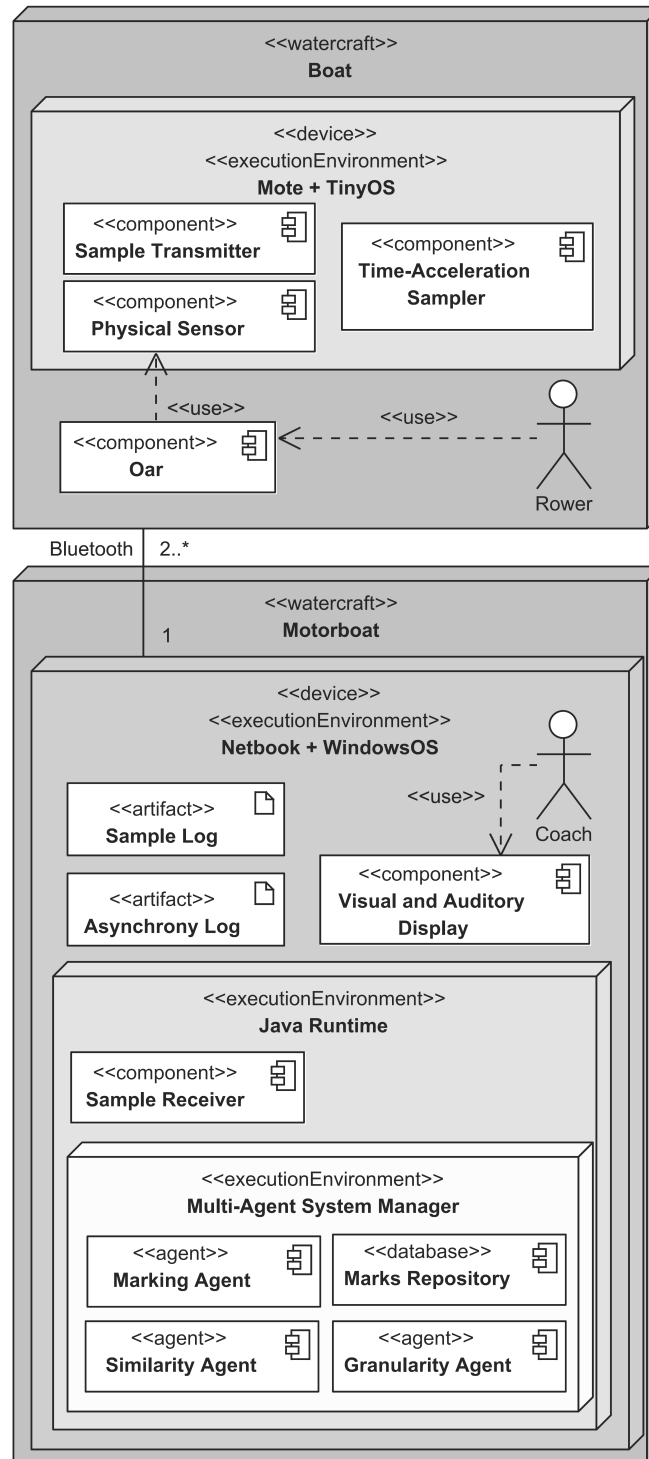 <<watercraft>>
Boat
<<device>>
<<executionEnvironment>>
Mote + TinyOS
<<component>>
Sample Transmitter
<<component>>
Time-Acceleration
Sampler
<<component>>
Physical Sensor
<<use>>
<<use>>
<<component>>
Oar
Rower
Bluetooth
2..*
1
<<watercraft>>
Motorboat
<<device>>
<<executionEnvironment>>
Netbook + WindowsOS
<<artifact>>
Sample Log
<<use>>
Coach
<<artifact>>
Asynchrony Log
<<component>>
Visual and Auditory
Display
<<executionEnvironment>>
Java Runtime
<<component>>
Sample Receiver
<<executionEnvironment>>
Multi-Agent System Manager
<<agent>>
Marking Agent
<<database>>
Marks Repository
<<agent>>
Similarity Agent
<<agent>>
Granularity Agent